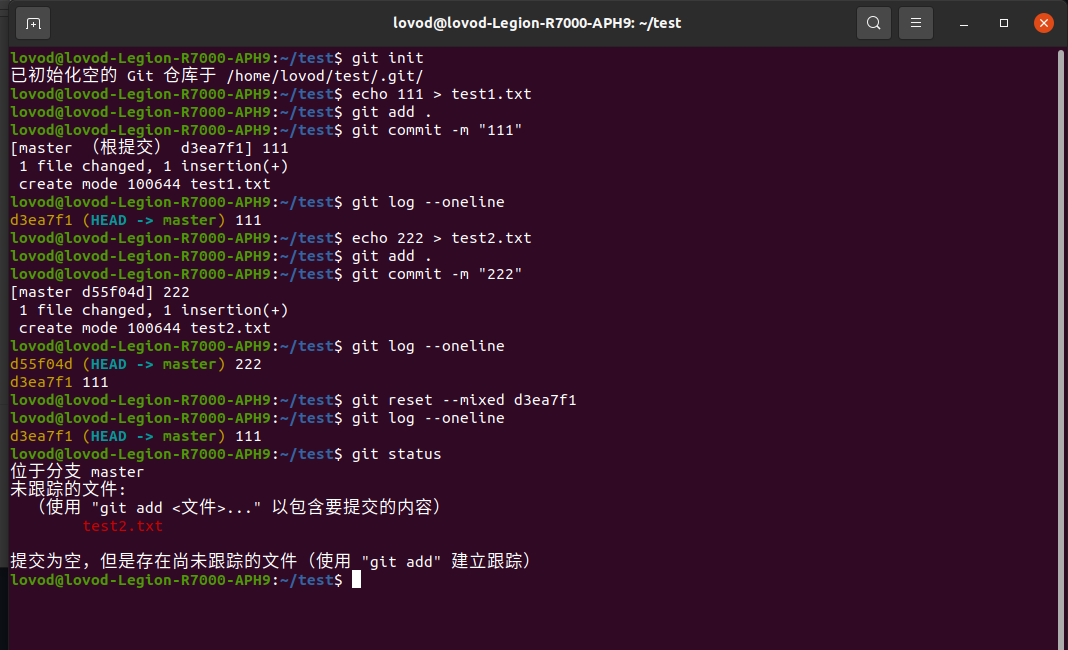 lovod@lovod-Legion-R7000-APH9: ~/test
lovod@lovod-Legion-R7000-APH9:~/test$ git init
已初始化空的 Git 仓库于 /home/lovod/test/.git/
lovod@lovod-Legion-R7000-APH9:~/test$ echo 111 > test1.txt
lovod@lovod-Legion-R7000-APH9:~/test$ git add .
lovod@lovod-Legion-R7000-APH9:~/test$ git commit -m "111"
[master （根提交） d3ea7f1] 111
 1 file changed, 1 insertion(+)
 create mode 100644 test1.txt
lovod@lovod-Legion-R7000-APH9:~/test$ git log --oneline
d3ea7f1 (HEAD -> master) 111
lovod@lovod-Legion-R7000-APH9:~/test$ echo 222 > test2.txt
lovod@lovod-Legion-R7000-APH9:~/test$ git add .
lovod@lovod-Legion-R7000-APH9:~/test$ git commit -m "222"
[master d55f04d] 222
 1 file changed, 1 insertion(+)
 create mode 100644 test2.txt
lovod@lovod-Legion-R7000-APH9:~/test$ git log --oneline
d55f04d (HEAD -> master) 222
d3ea7f1 111
lovod@lovod-Legion-R7000-APH9:~/test$ git reset --mixed d3ea7f1
lovod@lovod-Legion-R7000-APH9:~/test$ git log --oneline
d3ea7f1 (HEAD -> master) 111
lovod@lovod-Legion-R7000-APH9:~/test$ git status
位于分支 master
未跟踪的文件:
  （使用 "git add <文件>..." 以包含要提交的内容）
        test2.txt
提交为空，但是存在尚未跟踪的文件（使用 "git add" 建立跟踪）
lovod@lovod-Legion-R7000-APH9:~/test$